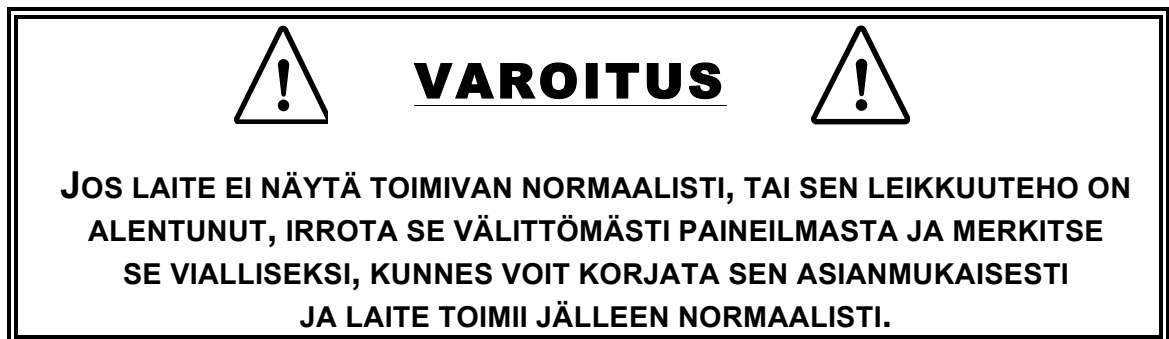 VAROITUS
JOS LAITE EI NÄYTÄ TOIMIVAN NORMAALISTI, TAI SEN LEIKKUUTEHO ON
ALENTUNUT, IRROTA SE VÄLITTÖMÄSTI PAINEILMASTA JA MERKITSE
SE VIALLISEKSI, KUNNES VOIT KORJATA SEN ASIANMUKAISESTI
JA LAITE TOIMII JÄLLEEN NORMAALISTI.